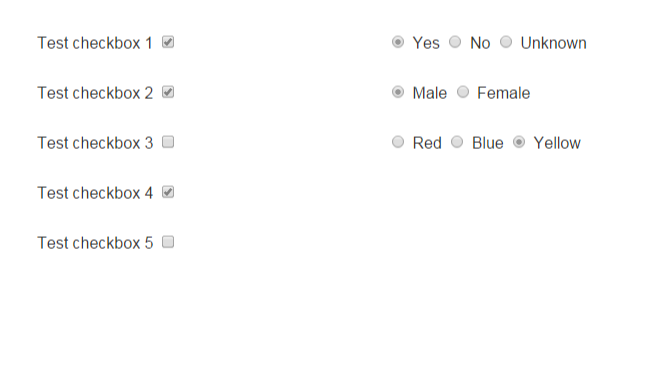 Test checkbox 1
Yes No Unknown
Test checkbox 2
Male Female
Test checkbox 3
Red Blue Yellow
Test checkbox 4
Test checkbox 5